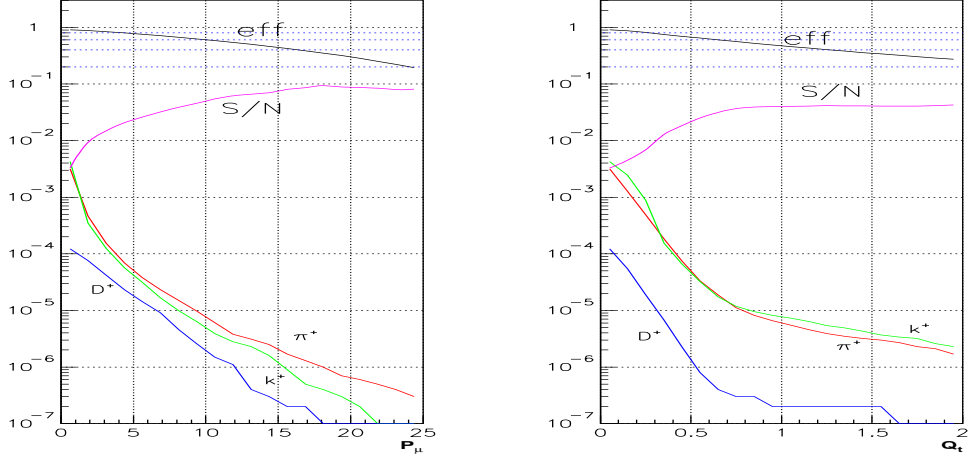 1
10⁻¹
10⁻²
10⁻³
10⁻⁴
10⁻⁵
10⁻⁶
10⁻⁷
eff
S/N
D⁺
π⁺
k⁺
0 5 10 15 20 25
Pμ
1
10⁻¹
10⁻²
10⁻³
10⁻⁴
10⁻⁵
10⁻⁶
10⁻⁷
eff
S/N
D⁺
k⁺
π⁺
0 0.5 1 1.5 2
Qt